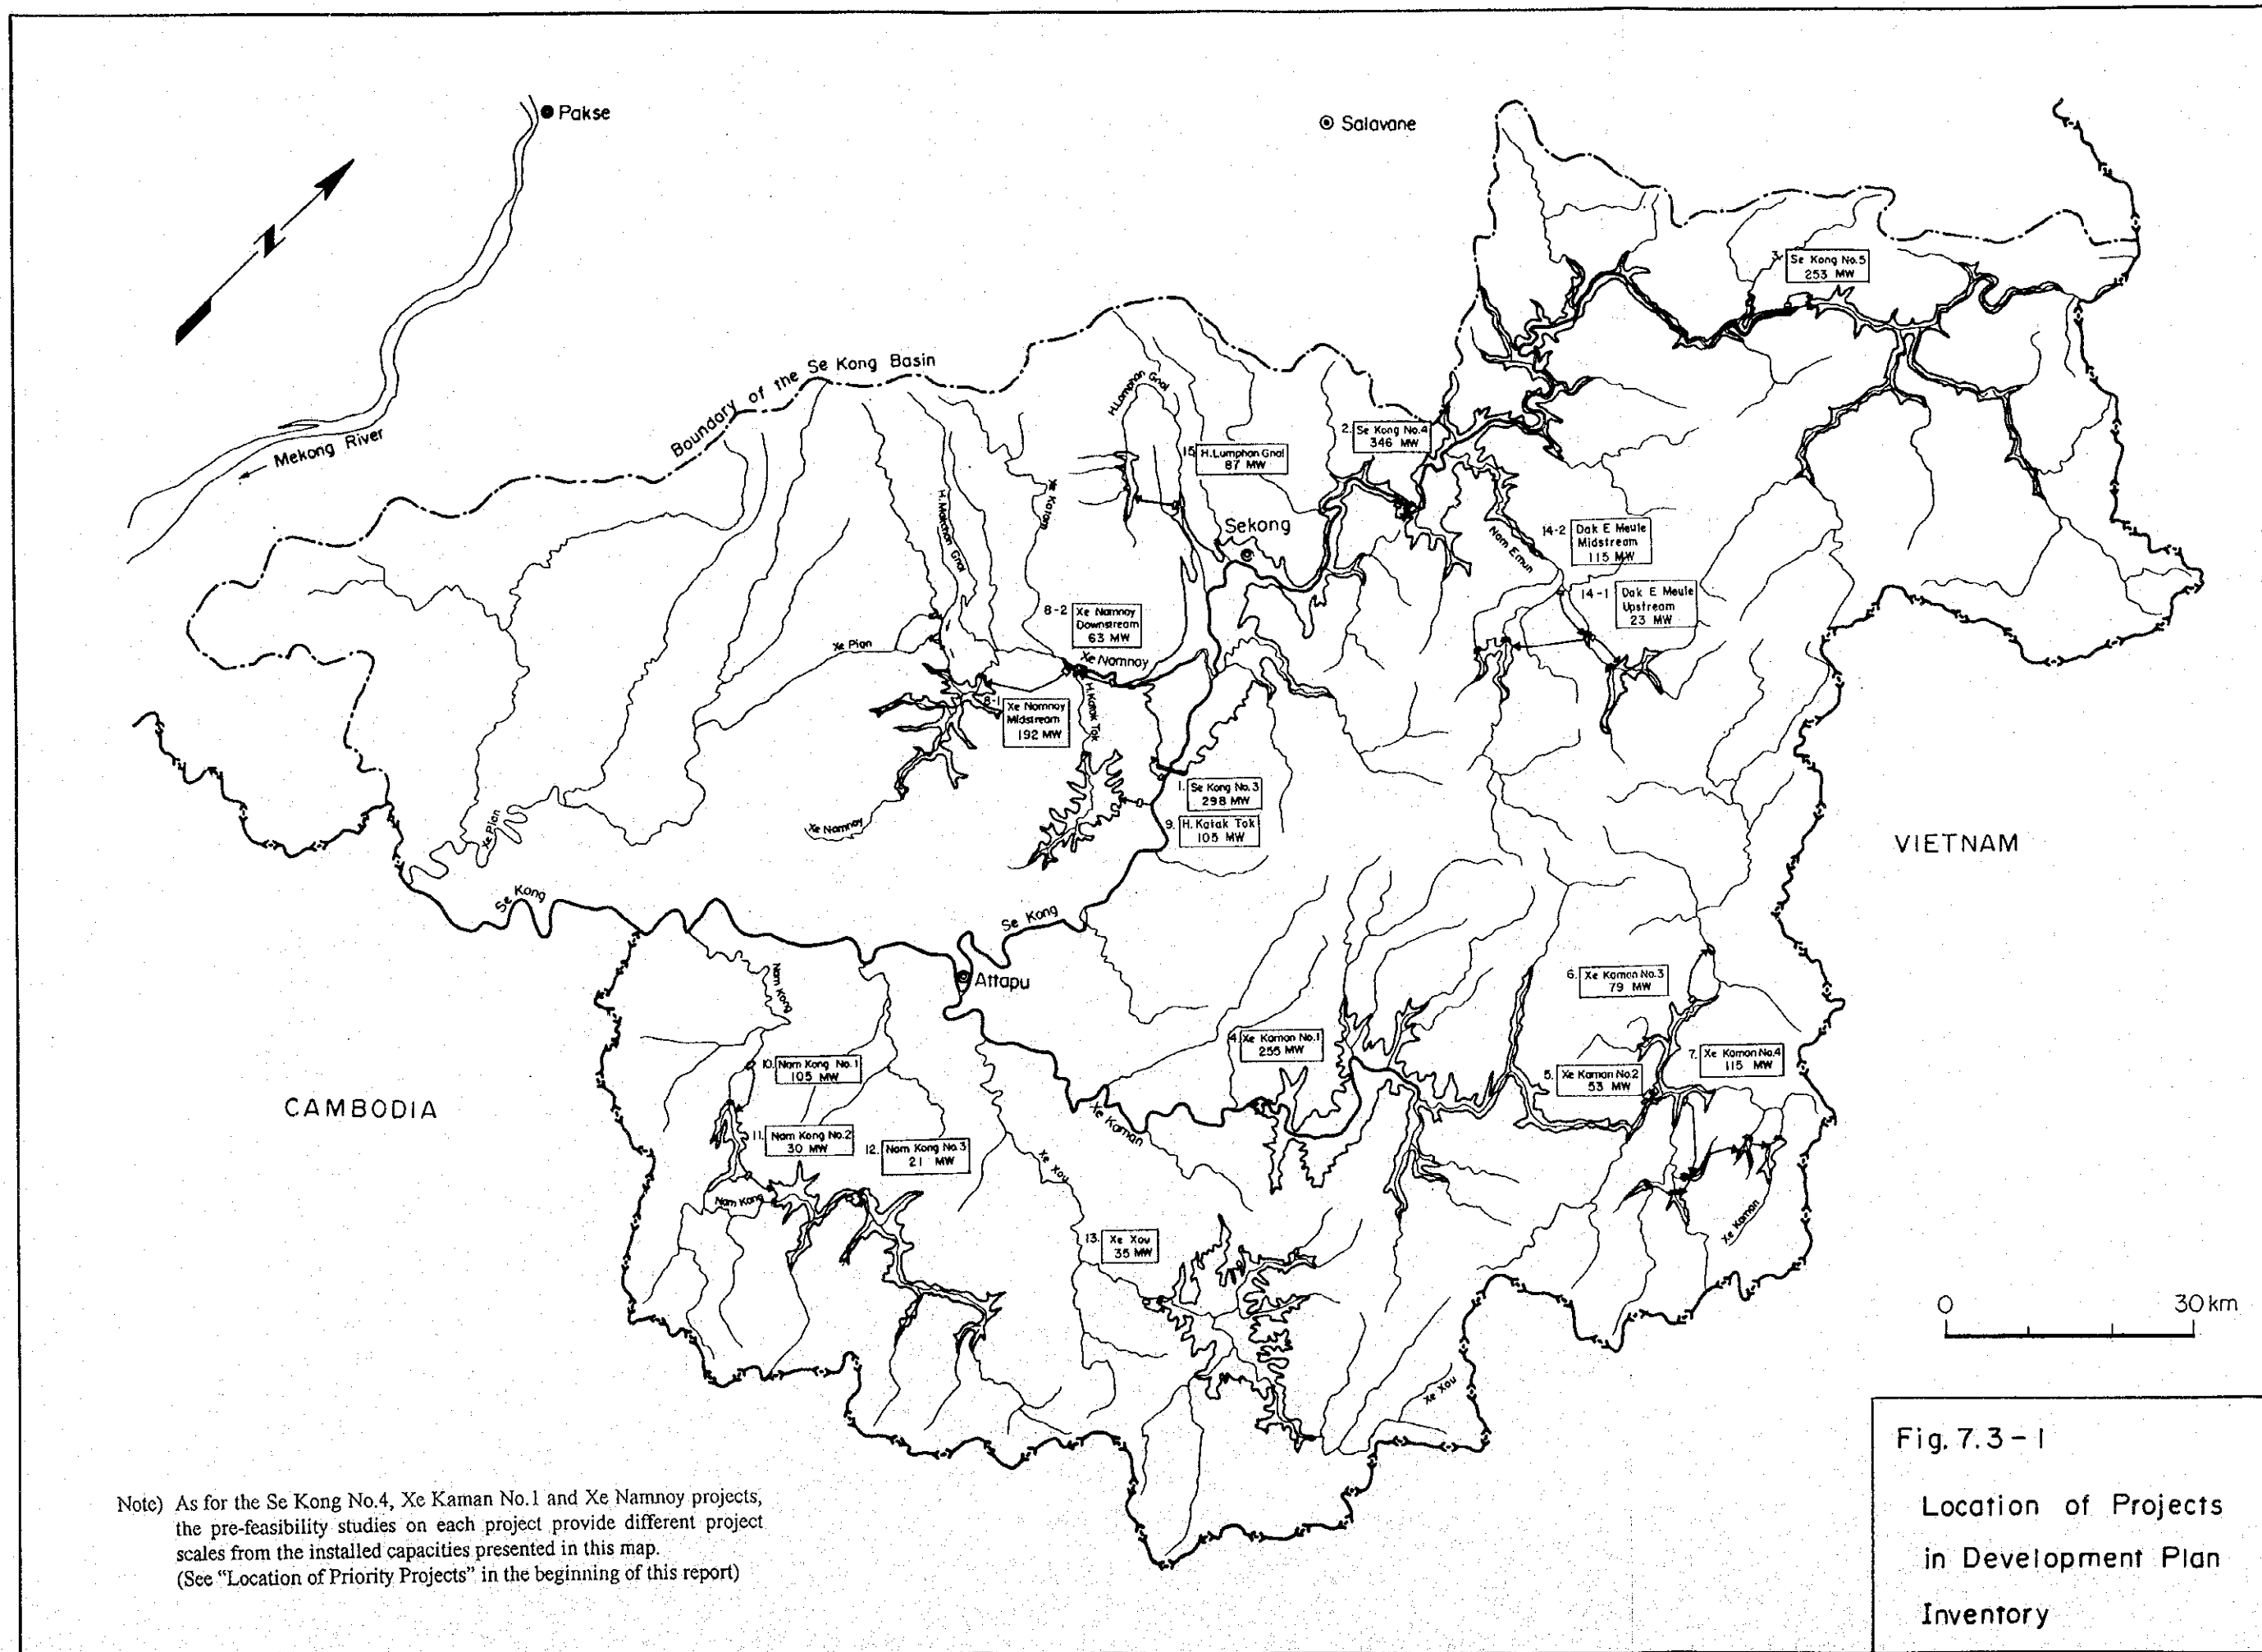 Pakse
Salavane
N
3. Se Kong No.5
253 MW
Boundary of the Se Kong Basin
Mekong River
H.Lamphan Gnai
2. Se Kong No.4
346 MW
15. H.Lumphan Gnai
87 MW
Xe Katam
H.Makchan Gnai
Sekong
Nam Emun
14-2 Dak E Meule
Midstream
115 MW
14-1 Dak E Meule
Upstream
23 MW
8-2 Xe Namnoy
Downstream
63 MW
Xe Pian
Xe Namnoy
8-1 Xe Namnoy
Midstream
192 MW
H.Katak Tok
1. Se Kong No.3
298 MW
9. H. Katak Tok
105 MW
Xe Namnoy
Xe Pian
VIETNAM
Se Kong
Se Kong
Attapu
Nam Kong
6. Xe Kaman No.3
79 MW
4. Xe Kaman No.1
255 MW
7. Xe Kaman No.4
115 MW
5. Xe Kaman No.2
53 MW
10. Nam Kong No.1
105 MW
CAMBODIA
Xe Kaman
11. Nam Kong No.2
30 MW
12. Nam Kong No.3
21 MW
Xe Xou
Nam Kong
Xe Kaman
13. Xe Xou
35 MW
0 30km
Xe Xou
Note) As for the Se Kong No.4, Xe Kaman No.1 and Xe Namnoy projects,
the pre-feasibility studies on each project provide different project
scales from the installed capacities presented in this map.
(See "Location of Priority Projects" in the beginning of this report)
Fig. 7.3-1
Location of Projects
in Development Plan
Inventory